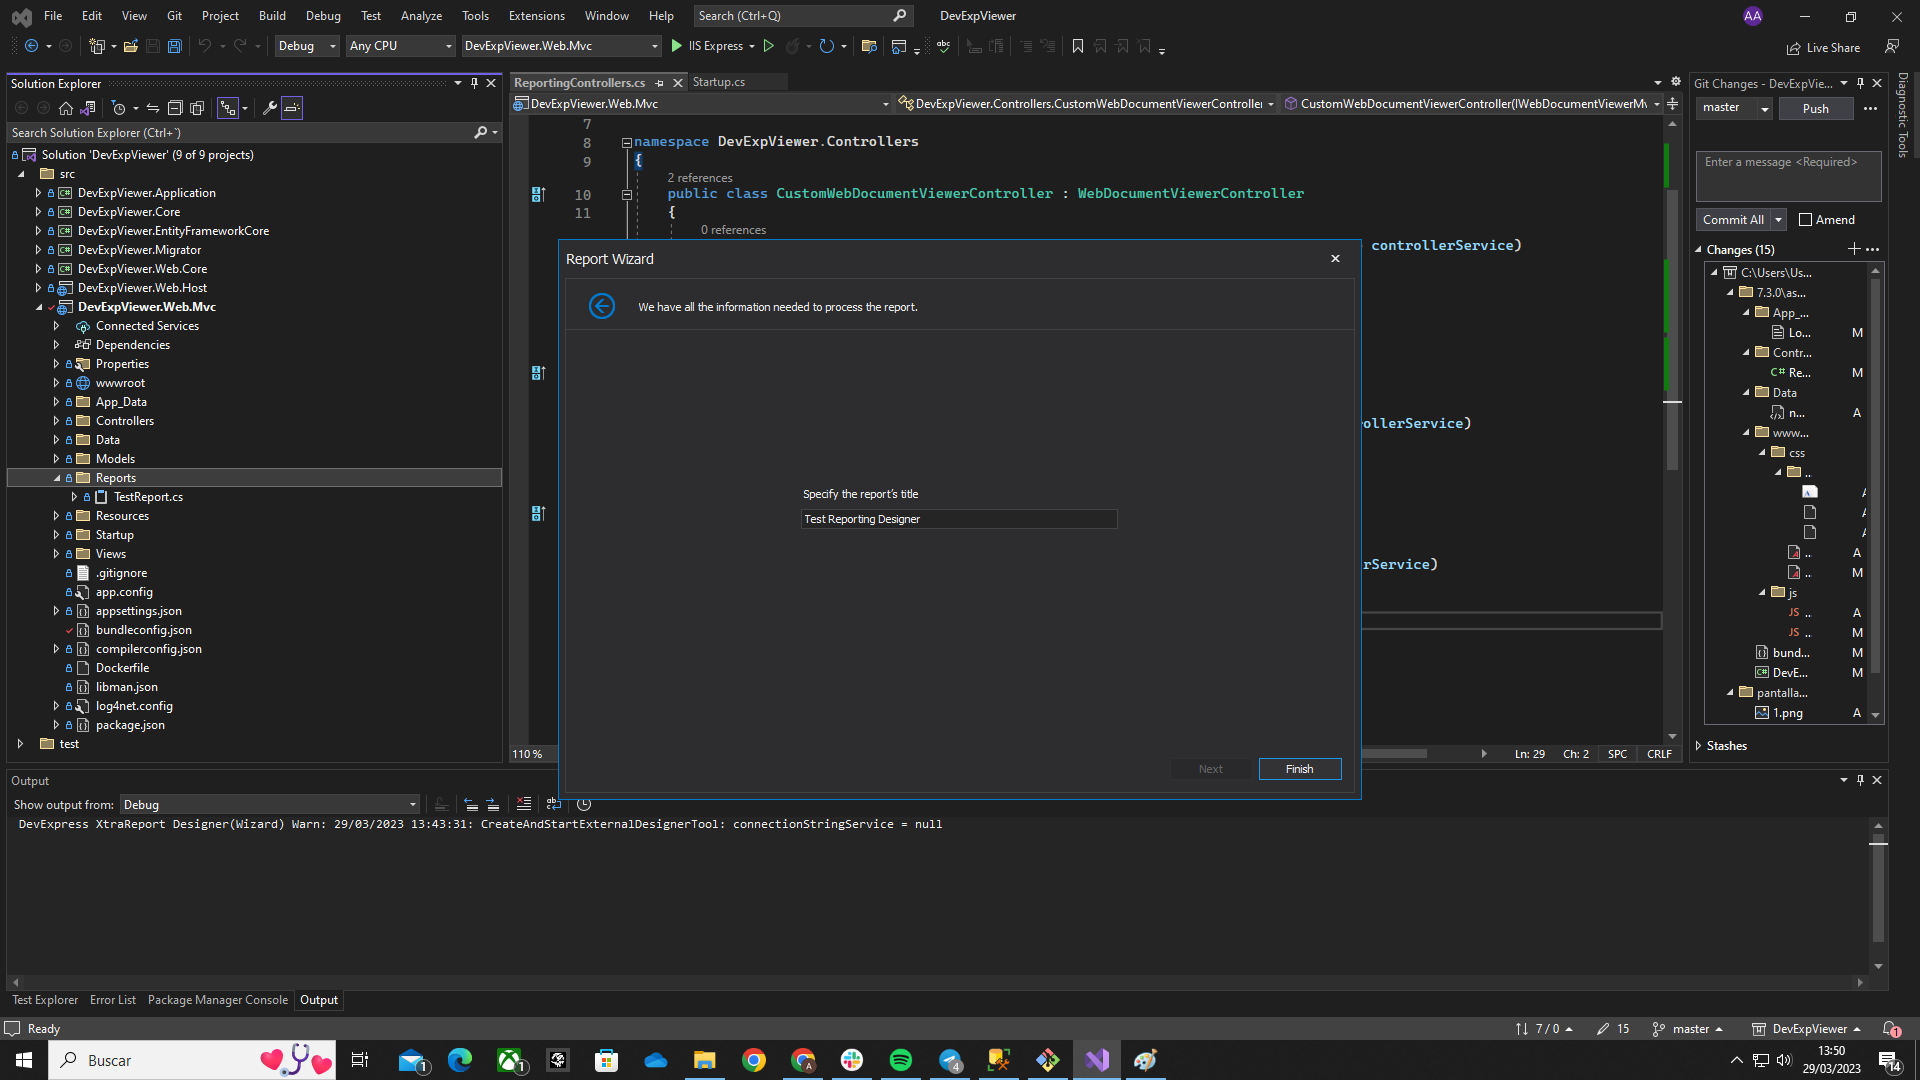 File Edit View Git Project Build Debug Test Analyze Tools Extensions Window Help Search (Ctrl+Q) DevExpViewer AA
Debug Any CPU DevExpViewer.Web.Mvc IIS Express Live Share
Solution Explorer
Search Solution Explorer (Ctrl+`)
Solution 'DevExpViewer' (9 of 9 projects)
src
DevExpViewer.Application
DevExpViewer.Core
DevExpViewer.EntityFrameworkCore
DevExpViewer.Migrator
DevExpViewer.Web.Core
DevExpViewer.Web.Host
DevExpViewer.Web.Mvc
Connected Services
Dependencies
Properties
wwwroot
App_Data
Controllers
Data
Models
Reports
TestReport.cs
Resources
Startup
Views
.gitignore
app.config
appsettings.json
bundleconfig.json
compilerconfig.json
Dockerfile
libman.json
log4net.config
package.json
test
ReportingControllers.cs Startup.cs
DevExpViewer.Web.Mvc DevExpViewer.Controllers.CustomWebDocumentViewerController CustomWebDocumentViewerController(IWebDocumentViewerMv
7
8 namespace DevExpViewer.Controllers
9 {
2 references
10 public class CustomWebDocumentViewerController : WebDocumentViewerController
11 {
0 references
controllerService)
ollerService)
rService)
Report Wizard
We have all the information needed to process the report.
Specify the report's title
Test Reporting Designer
Next Finish
110 % Ln: 29 Ch: 2 SPC CRLF
Git Changes - DevExpVie...
master Push
Enter a message <Required>
Commit All Amend
Changes (15)
C:\Users\Us...
7.3.0\as...
App_...
Lo... M
Contr...
Re... M
Data
n... A
www...
css
..
A
A
A
.. A
.. M
js
JS .. A
JS .. M
bund... M
DevE... M
pantalla...
1.png A
Stashes
Diagnostic Tools
Output
Show output from: Debug
DevExpress XtraReport Designer(Wizard) Warn: 29/03/2023 13:43:31: CreateAndStartExternalDesignerTool: connectionStringService = null
Test Explorer Error List Package Manager Console Output
Ready 7 / 0 15 master DevExpViewer 1
Buscar 1 1 A 4 13:50
29/03/2023 14